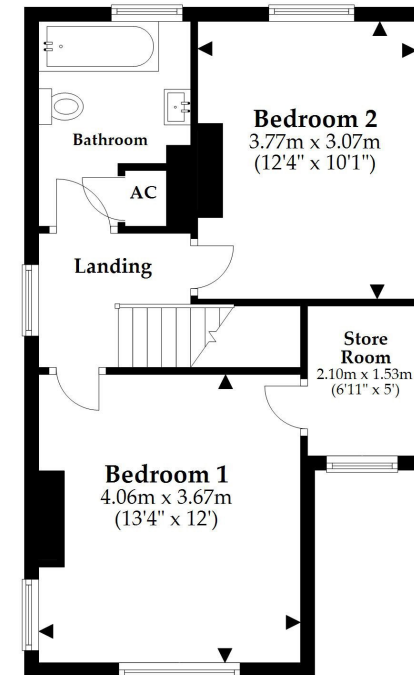 Bathroom
Bedroom 2
3.77m x 3.07m
(12'4" x 10'1")
AC
Landing
Store
Room
2.10m x 1.53m
(6'11" x 5')
Bedroom 1
4.06m x 3.67m
(13'4" x 12')